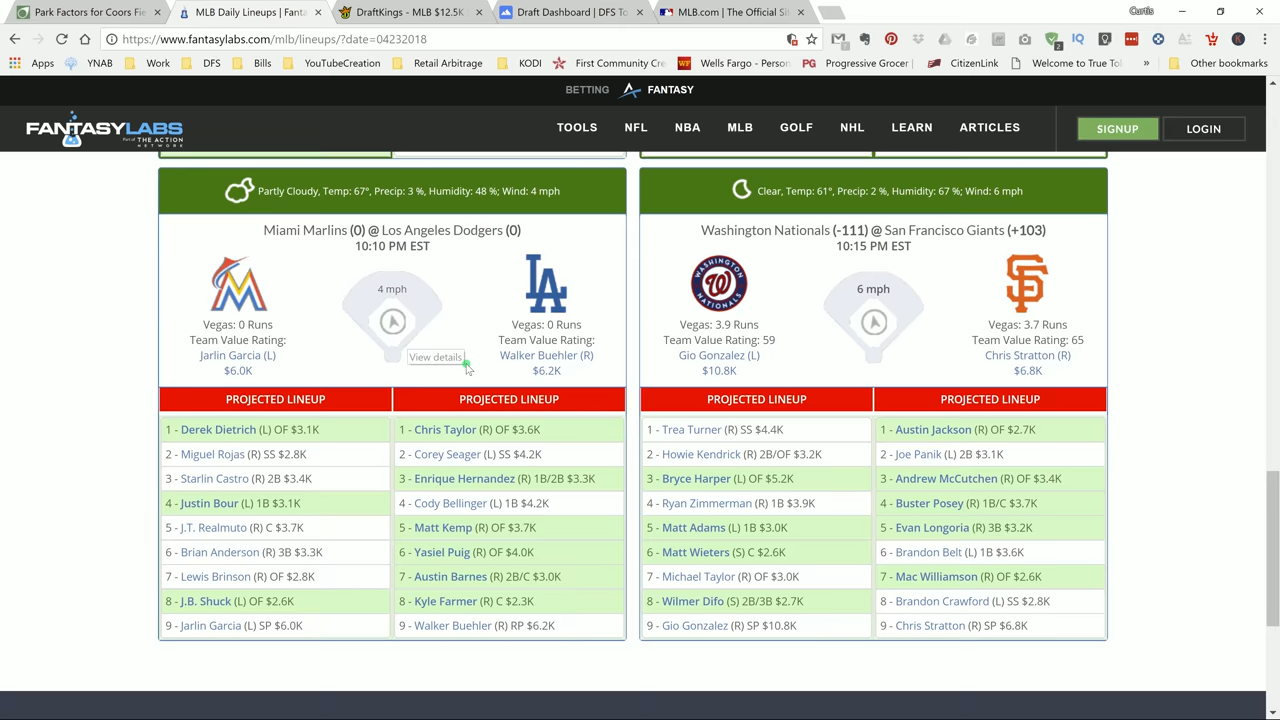 Park Factors for Coors Fie
MLB Daily Lineups | Fanta
DraftKings - MLB $12.5K
Draft Dashboard | DFS To
MLB.com | The Official Si
Curtis
https://www.fantasylabs.com/mlb/lineups/?date=04232018
Apps
YNAB
Work
DFS
Bills
YouTubeCreation
Retail Arbitrage
KODI
First Community Cre
Wells Fargo - Person
Progressive Grocer |
CitizenLink
Welcome to True Tol
»
Other bookmarks
BETTING
FANTASY
FANTASYLABS
Part of THE ACTION NETWORK
TOOLS
NFL
NBA
MLB
GOLF
NHL
LEARN
ARTICLES
SIGNUP
LOGIN
Partly Cloudy, Temp: 67°, Precip: 3 %, Humidity: 48 %; Wind: 4 mph
Miami Marlins (0) @ Los Angeles Dodgers (0)
10:10 PM EST
4 mph
Vegas: 0 Runs
Team Value Rating:
Jarlin Garcia (L)
$6.0K
LA
Vegas: 0 Runs
Team Value Rating:
Walker Buehler (R)
$6.2K
View details
PROJECTED LINEUP
1 - Derek Dietrich (L) OF $3.1K
2 - Miguel Rojas (R) SS $2.8K
3 - Starlin Castro (R) 2B $3.4K
4 - Justin Bour (L) 1B $3.1K
5 - J.T. Realmuto (R) C $3.7K
6 - Brian Anderson (R) 3B $3.3K
7 - Lewis Brinson (R) OF $2.8K
8 - J.B. Shuck (L) OF $2.6K
9 - Jarlin Garcia (L) SP $6.0K
PROJECTED LINEUP
1 - Chris Taylor (R) OF $3.6K
2 - Corey Seager (L) SS $4.2K
3 - Enrique Hernandez (R) 1B/2B $3.3K
4 - Cody Bellinger (L) 1B $4.2K
5 - Matt Kemp (R) OF $3.7K
6 - Yasiel Puig (R) OF $4.0K
7 - Austin Barnes (R) 2B/C $3.0K
8 - Kyle Farmer (R) C $2.3K
9 - Walker Buehler (R) RP $6.2K
Clear, Temp: 61°, Precip: 2 %, Humidity: 67 %; Wind: 6 mph
Washington Nationals (-111) @ San Francisco Giants (+103)
10:15 PM EST
6 mph
WASHINGTON
W
NATIONALS
Vegas: 3.9 Runs
Team Value Rating: 59
Gio Gonzalez (L)
$10.8K
SF
Vegas: 3.7 Runs
Team Value Rating: 65
Chris Stratton (R)
$6.8K
PROJECTED LINEUP
1 - Trea Turner (R) SS $4.4K
2 - Howie Kendrick (R) 2B/OF $3.2K
3 - Bryce Harper (L) OF $5.2K
4 - Ryan Zimmerman (R) 1B $3.9K
5 - Matt Adams (L) 1B $3.0K
6 - Matt Wieters (S) C $2.6K
7 - Michael Taylor (R) OF $3.0K
8 - Wilmer Difo (S) 2B/3B $2.7K
9 - Gio Gonzalez (R) SP $10.8K
PROJECTED LINEUP
1 - Austin Jackson (R) OF $2.7K
2 - Joe Panik (L) 2B $3.1K
3 - Andrew McCutchen (R) OF $3.4K
4 - Buster Posey (R) 1B/C $3.7K
5 - Evan Longoria (R) 3B $3.2K
6 - Brandon Belt (L) 1B $3.6K
7 - Mac Williamson (R) OF $2.6K
8 - Brandon Crawford (L) SS $2.8K
9 - Chris Stratton (R) SP $6.8K